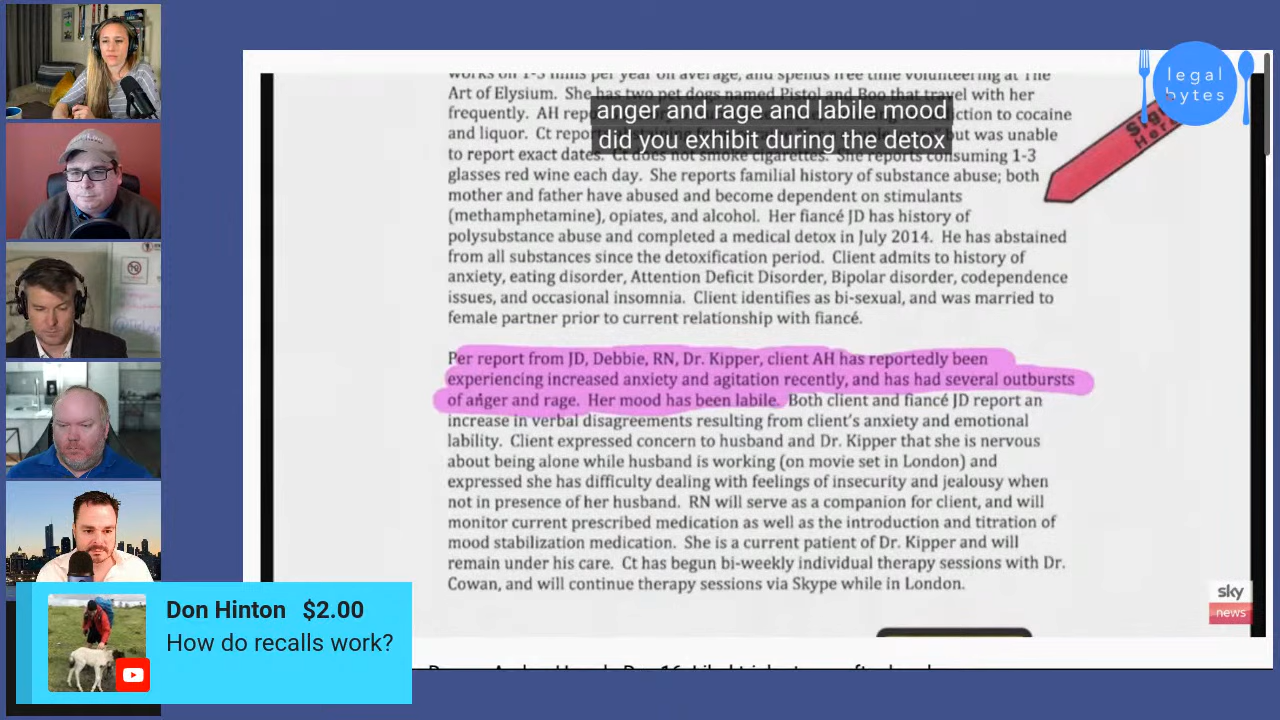 works on 1-3 films per year on average, and spends free time volunteering at The
Art of Elysium. She has two pet dogs named Pistol and Boo that travel with her
frequently. AH
and liquor. Ct but was unable
to report exact dates. Ct does not smoke cigarettes. She reports consuming 1-3
glasses red wine each day. She reports familial history of substance abuse; both
mother and father have abused and become dependent on stimulants
(methamphetamine), opiates, and alcohol. Her fiancé JD has history of
polysubstance abuse and completed a medical detox in July 2014. He has abstained
from all substances since the detoxification period. Client admits to history of
anxiety, eating disorder, Attention Deficit Disorder, Bipolar disorder, codependence
issues, and occasional insomnia. Client identifies as bi-sexual, and was married to
female partner prior to current relationship with fiancé.
Per report from JD, Debbie, RN, Dr. Kipper, client AH has reportedly been
experiencing increased anxiety and agitation recently, and has had several outbursts
of anger and rage. Her mood has been labile. Both client and fiancé JD report an
increase in verbal disagreements resulting from client's anxiety and emotional
lability. Client expressed concern to husband and Dr. Kipper that she is nervous
about being alone while husband is working (on movie set in London) and
expressed she has difficulty dealing with feelings of insecurity and jealousy when
not in presence of her husband. RN will serve as a companion for client, and will
monitor current prescribed medication as well as the introduction and titration of
mood stabilization medication. She is a current patient of Dr. Kipper and will
remain under his care. Ct has begun bi-weekly individual therapy sessions with Dr.
Cowan, and will continue therapy sessions via Skype while in London.
anger and rage and labile mood
did you exhibit during the detox
Sign
Here
legal
bytes
sky
news
Don Hinton $2.00
How do recalls work?